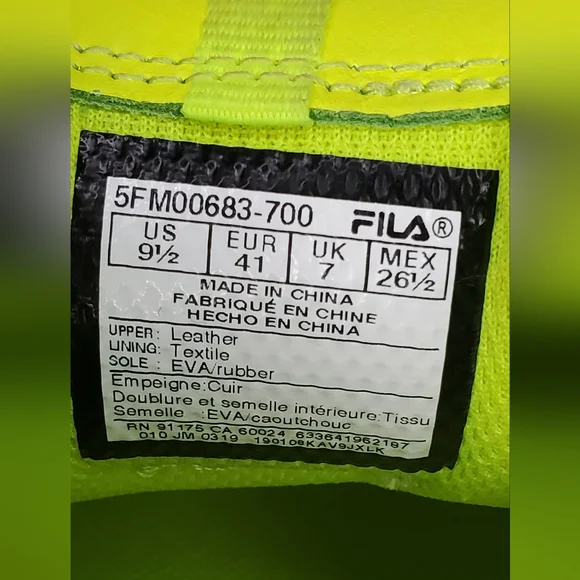 5FM00683-700 FILA®
US EUR UK MEX
9½ 41 7 26½
MADE IN CHINA
FABRIQUÉ EN CHINE
HECHO EN CHINA
UPPER: Leather
LINING: Textile
SOLE : EVA/rubber
Empeigne:Cuir
Doublure et semelle intérieure:Tissu
Semelle :EVA/caoutchouc
RN 91175 CA 60024 633641962187
010 JM 0319 190108KAV9JXLK